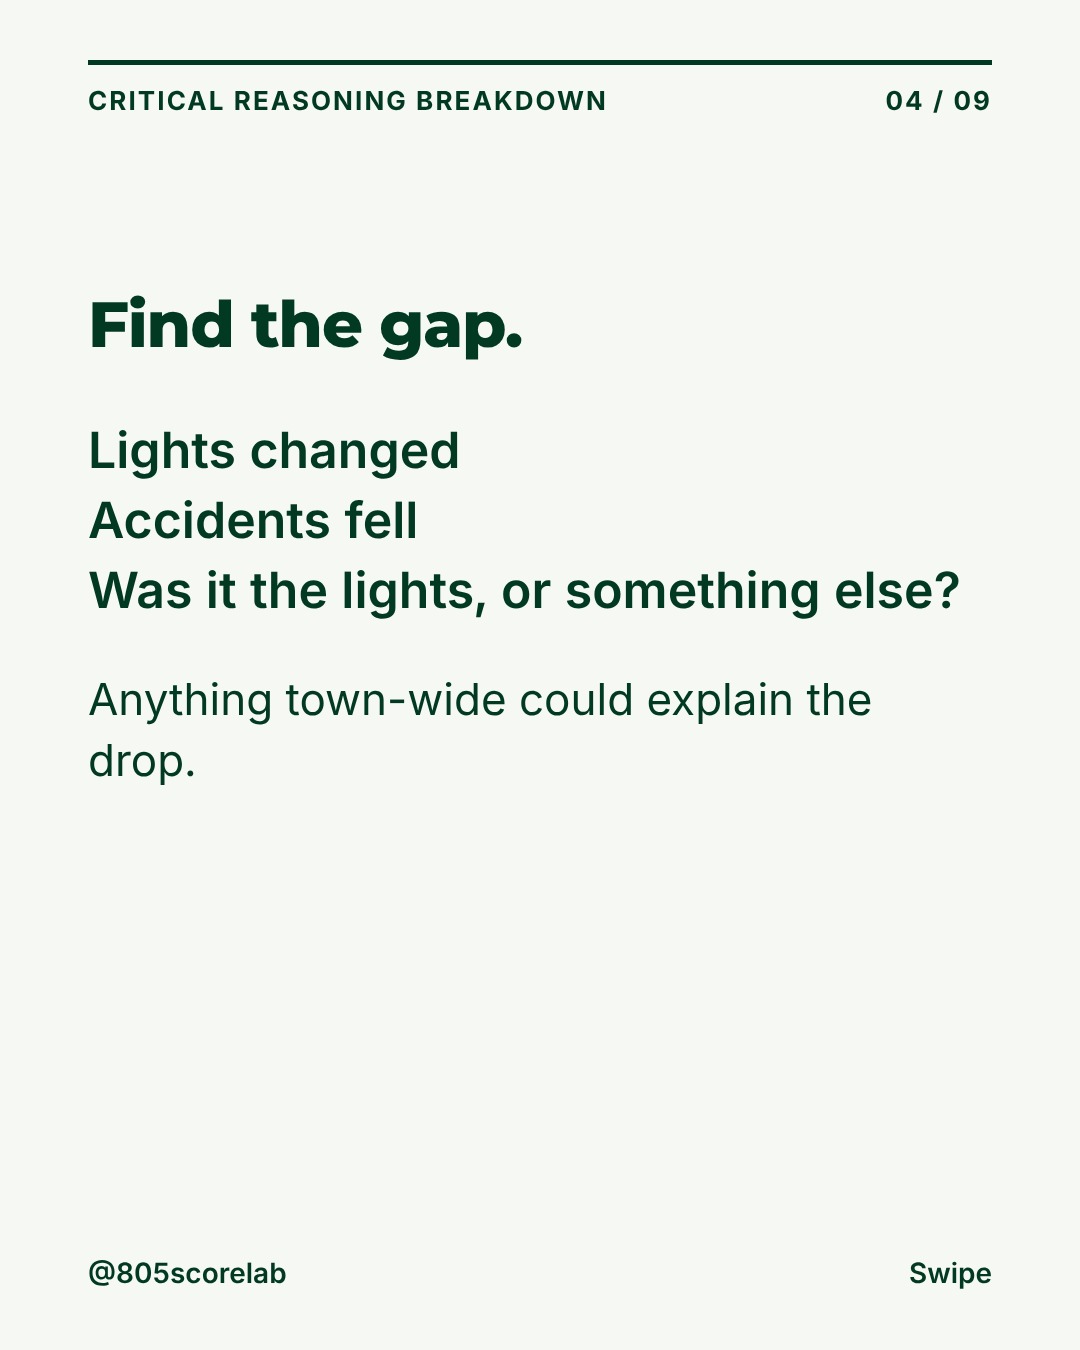 CRITICAL REASONING BREAKDOWN 04 / 09
Find the gap.
Lights changed
Accidents fell
Was it the lights, or something else?
Anything town-wide could explain the
drop.
@805scorelab Swipe